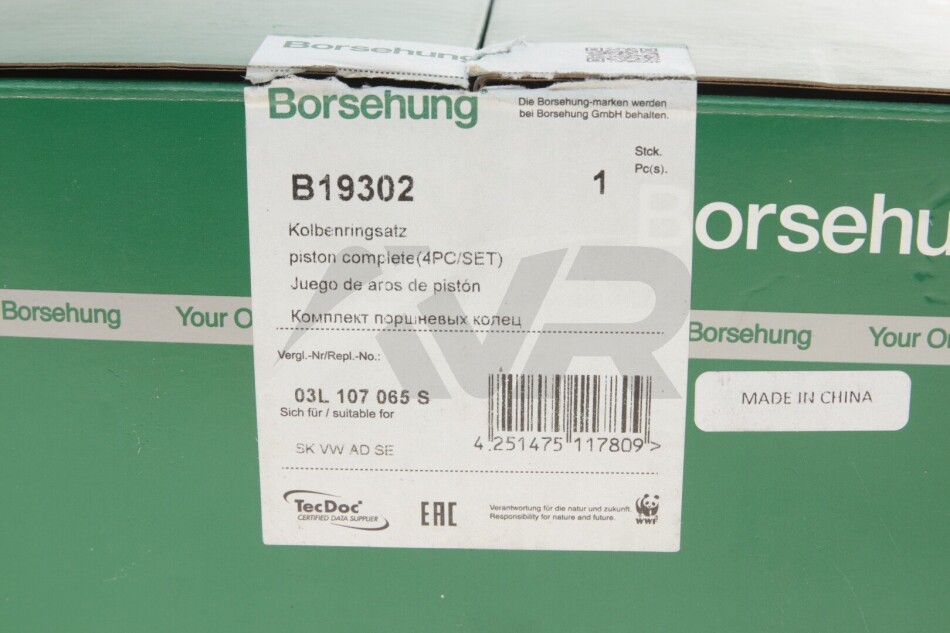 Borsehung
Borsehung
Die Borsehung-marken werden
bei Borsehung GmbH behalten.
B19302
1
Stck.
Pc(s).
Kolbenringsatz
piston complete(4PC/SET)
Juego de aros de pistón
Комплект поршневых колец
Vergl.-Nr/Repl.-No.:
03L 107 065 S
Sich für / suitable for
SK VW AD SE
4 251475 117809 >
TecDoc
CERTIFIED DATA SUPPLIER
EAC
Verantwortung für die natur und zukunft.
Responsibility for nature and future.
WWF
Borsehu
Borsehung
Your O
Borsehung
Your O
MADE IN CHINA
VR